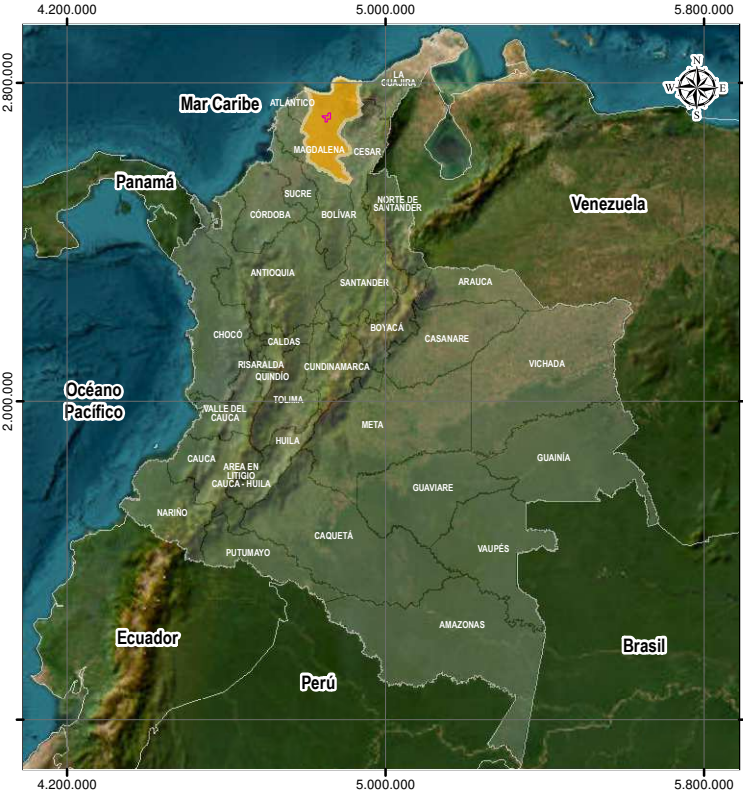 4.200.000
5.000.000
5.800.000
2.800.000
2.000.000
N
W
E
S
LA
GUAJIRA
Mar Caribe
ATLÁNTICO
MAGDALENA
CESAR
Panamá
SUCRE
NORTE DE
SANTANDER
Venezuela
CÓRDOBA
BOLÍVAR
ANTIOQUIA
SANTANDER
ARAUCA
CHOCÓ
BOYACÁ
CALDAS
CASANARE
RISARALDA
CUNDINAMARCA
VICHADA
QUINDÍO
Océano
Pacífico
TOLIMA
VALLE DEL
CAUCA
META
HUILA
CAUCA
GUAINÍA
AREA EN
LITIGIO
CAUCA - HUILA
GUAVIARE
NARIÑO
CAQUETÁ
VAUPÉS
PUTUMAYO
AMAZONAS
Ecuador
Brasil
Perú
4.200.000
5.000.000
5.800.000